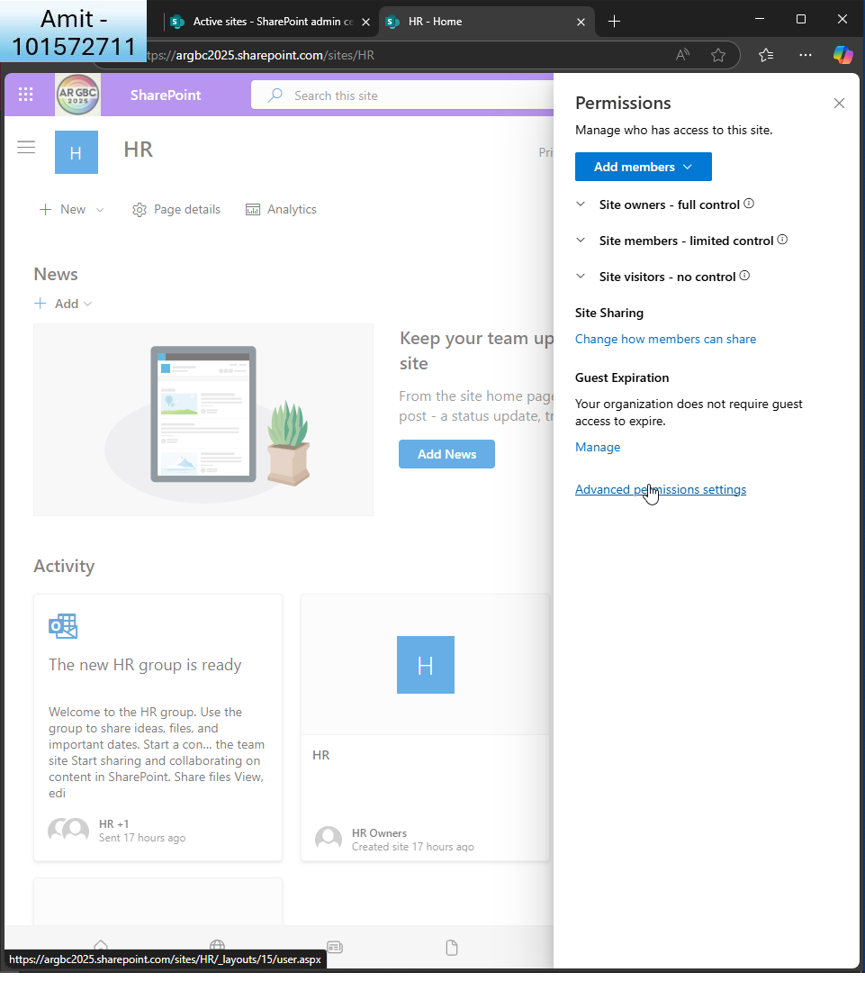 Amit -
101572711
Active sites - SharePoint admin ce
HR - Home
tps://argbc2025.sharepoint.com/sites/HR
AR GBC
2025
SharePoint
Search this site
H
HR
Pri
New
Page details
Analytics
News
Add
Keep your team up
site
From the site home page
post - a status update, tr
Add News
Activity
The new HR group is ready
Welcome to the HR group. Use the
group to share ideas, files, and
important dates. Start a con... the team
site Start sharing and collaborating on
content in SharePoint. Share files View,
edi
HR +1
Sent 17 hours ago
H
HR
HR Owners
Created site 17 hours ago
Permissions
Manage who has access to this site.
Add members
Site owners - full control
Site members - limited control
Site visitors - no control
Site Sharing
Change how members can share
Guest Expiration
Your organization does not require guest
access to expire.
Manage
Advanced permissions settings
https://argbc2025.sharepoint.com/sites/HR/_layouts/15/user.aspx